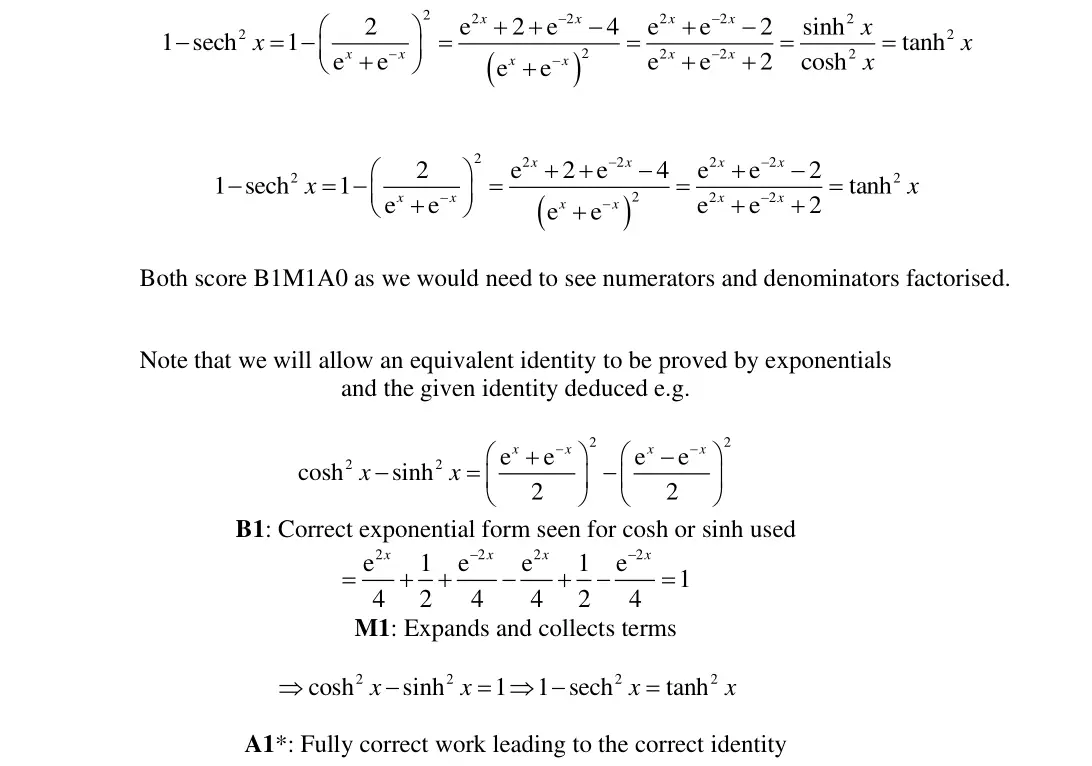 1 − sech² x = 1 − (2/(eˣ + e⁻ˣ))² = (e²ˣ + 2 + e⁻²ˣ − 4)/(eˣ + e⁻ˣ)² = (e²ˣ + e⁻²ˣ − 2)/(e²ˣ + e⁻²ˣ + 2) = sinh² x/cosh² x = tanh² x
1 − sech² x = 1 − (2/(eˣ + e⁻ˣ))² = (e²ˣ + 2 + e⁻²ˣ − 4)/(eˣ + e⁻ˣ)² = (e²ˣ + e⁻²ˣ − 2)/(e²ˣ + e⁻²ˣ + 2) = tanh² x
Both score B1M1A0 as we would need to see numerators and denominators factorised.
Note that we will allow an equivalent identity to be proved by exponentials
and the given identity deduced e.g.
cosh² x − sinh² x = ((eˣ + e⁻ˣ)/2)² − ((eˣ − e⁻ˣ)/2)²
B1: Correct exponential form seen for cosh or sinh used
= e²ˣ/4 + 1/2 + e⁻²ˣ/4 − e²ˣ/4 + 1/2 − e⁻²ˣ/4 = 1
M1: Expands and collects terms
⇒ cosh² x − sinh² x = 1 ⇒ 1 − sech² x = tanh² x
A1*: Fully correct work leading to the correct identity